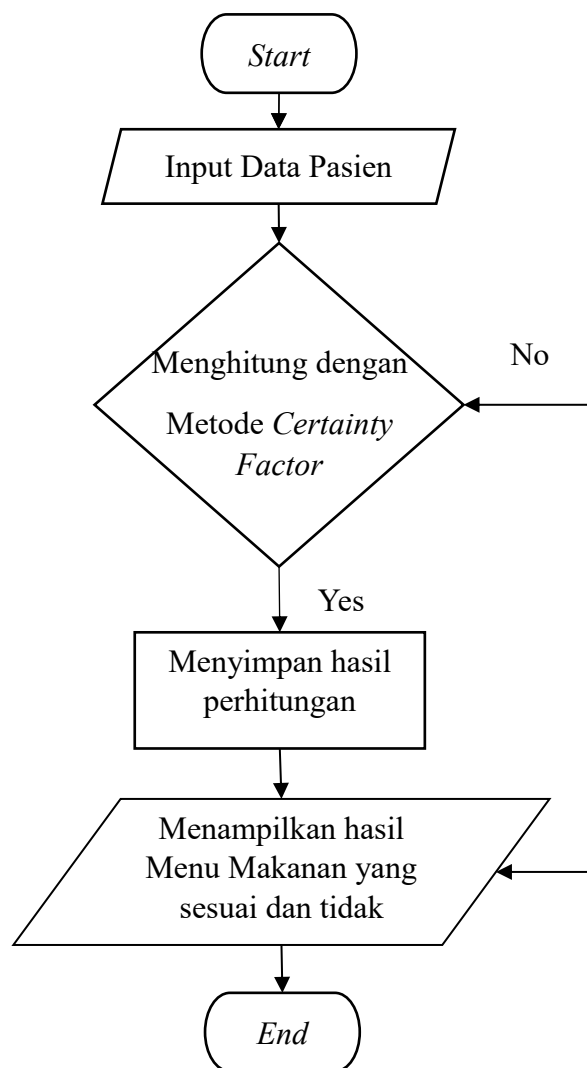 Start
Input Data Pasien
Menghitung dengan
No
Metode Certainty
Factor
Yes
Menyimpan hasil
perhitungan
Menampilkan hasil
Menu Makanan yang
sesuai dan tidak
End